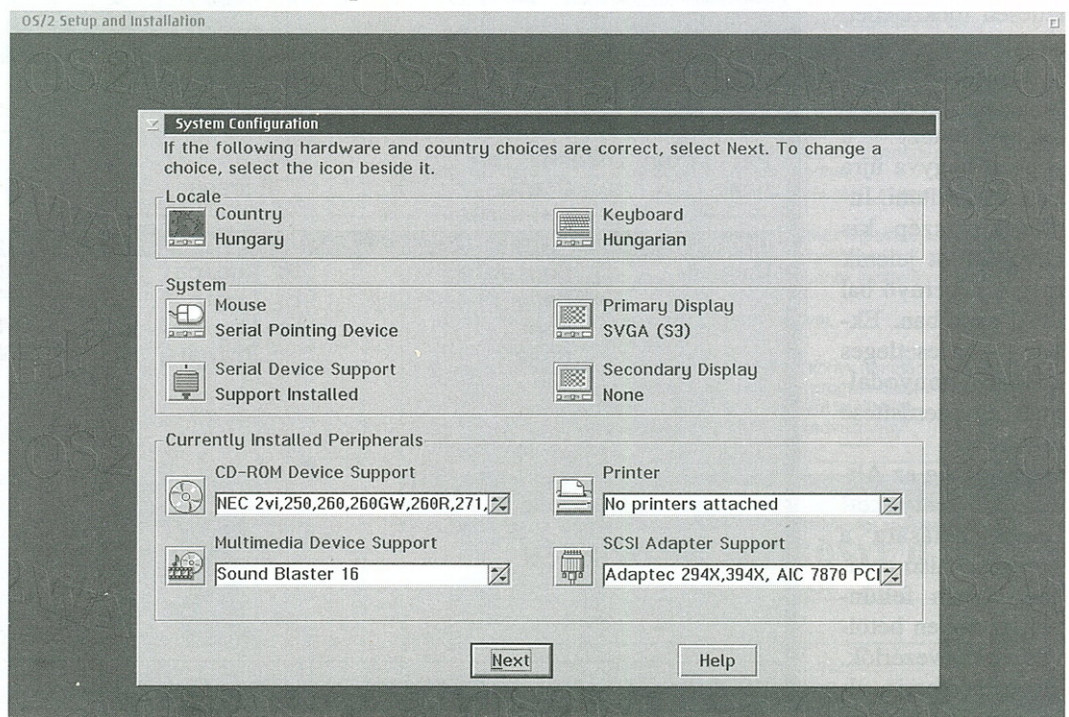 OS/2 Setup and Installation
OS/2 Warp
System Configuration
If the following hardware and country choices are correct, select Next. To change a
choice, select the icon beside it.
Locale
Country
Hungary
Keyboard
Hungarian
System
Mouse
Serial Pointing Device
Primary Display
SVGA (S3)
Serial Device Support
Support Installed
Secondary Display
None
Currently Installed Peripherals
CD-ROM Device Support
NEC 2vi,250,260,260GW,260R,271,
Printer
No printers attached
Multimedia Device Support
Sound Blaster 16
SCSI Adapter Support
Adaptec 294X,394X, AIC 7870 PCI
Next
Help